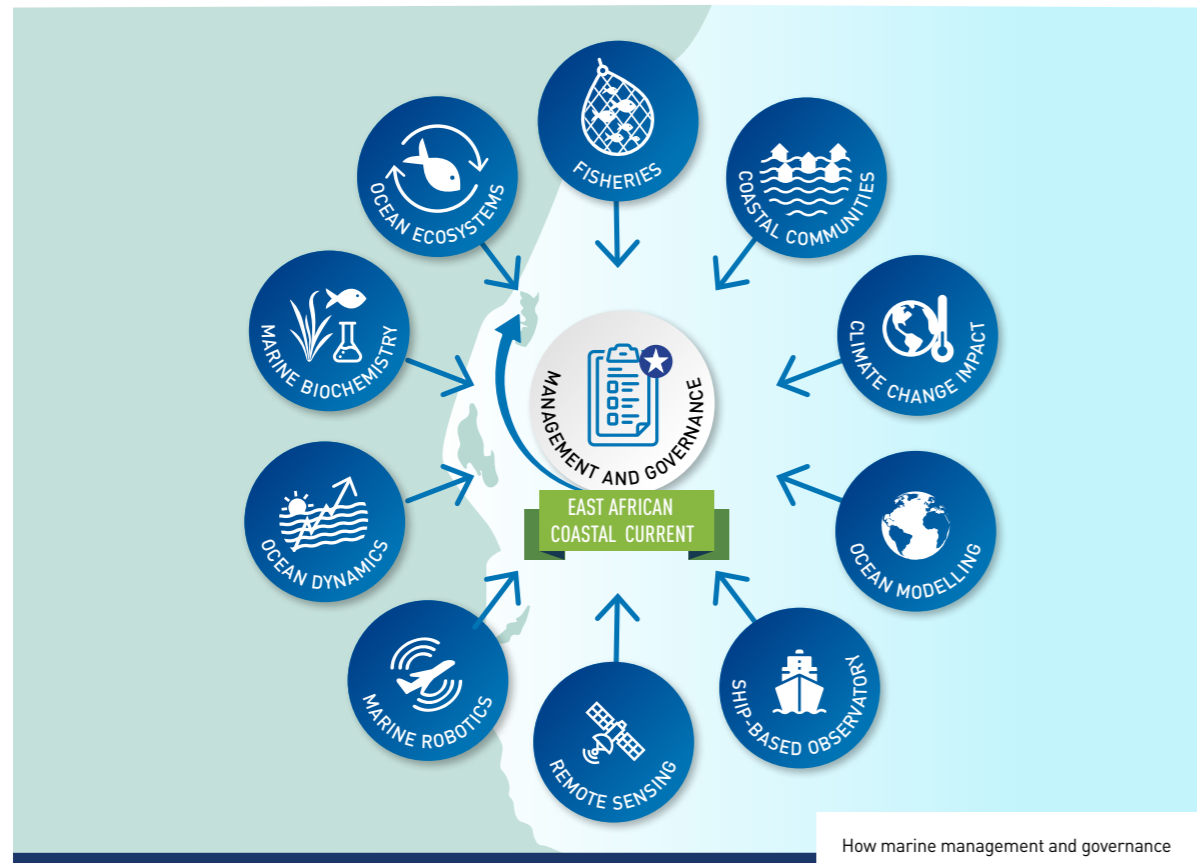 FISHERIES
COASTAL COMMUNITIES
CLIMATE CHANGE IMPACT
OCEAN MODELLING
SHIP-BASED OBSERVATORY
REMOTE SENSING
MARINE ROBOTICS
OCEAN DYNAMICS
MARINE BIOCHEMISTRY
OCEAN ECOSYSTEMS
MANAGEMENT AND GOVERNANCE
EAST AFRICAN
COASTAL CURRENT
How marine management and governance